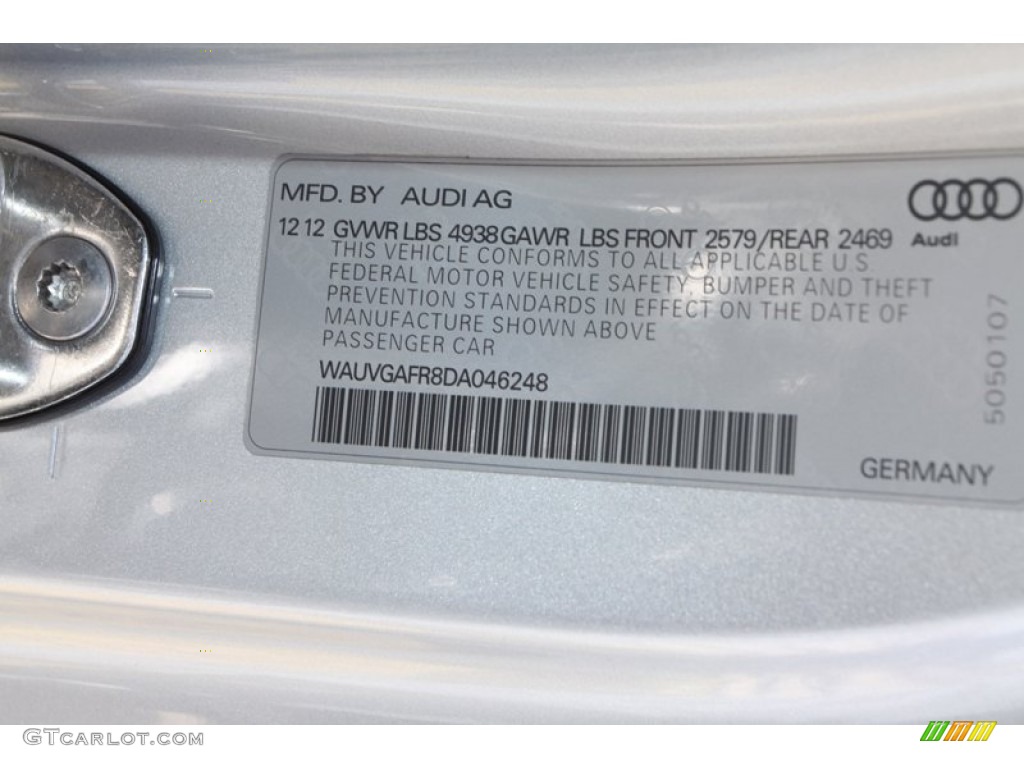 MFD. BY AUDI AG
12 12 GVWR LBS 4938 GAWR LBS FRONT 2579/REAR 2469
Audi
THIS VEHICLE CONFORMS TO ALL APPLICABLE U.S.
FEDERAL MOTOR VEHICLE SAFETY, BUMPER AND THEFT
PREVENTION STANDARDS IN EFFECT ON THE DATE OF
MANUFACTURE SHOWN ABOVE
PASSENGER CAR
WAUVGAFR8DA046248
5050107
GERMANY
GTCARLOT.COM